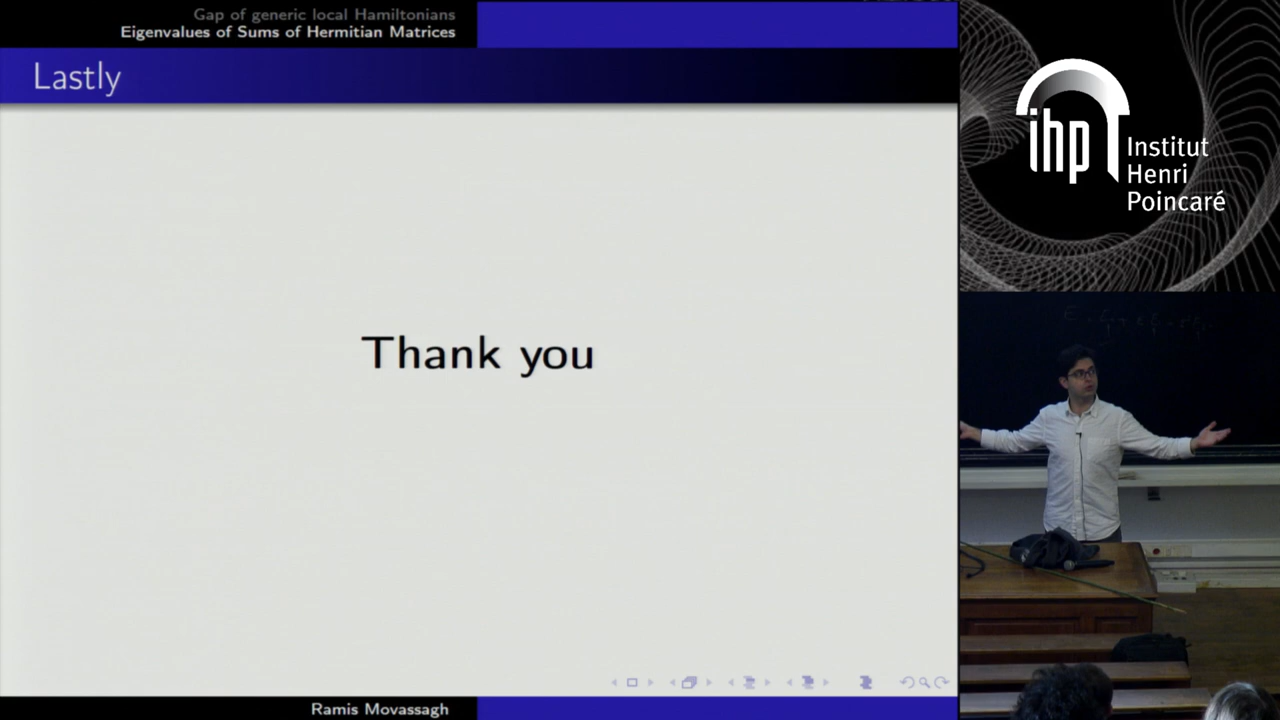 Gap of generic local Hamiltonians
Eigenvalues of Sums of Hermitian Matrices
Lastly
Thank you
Ramis Movassagh
ihp
Institut
Henri
Poincaré